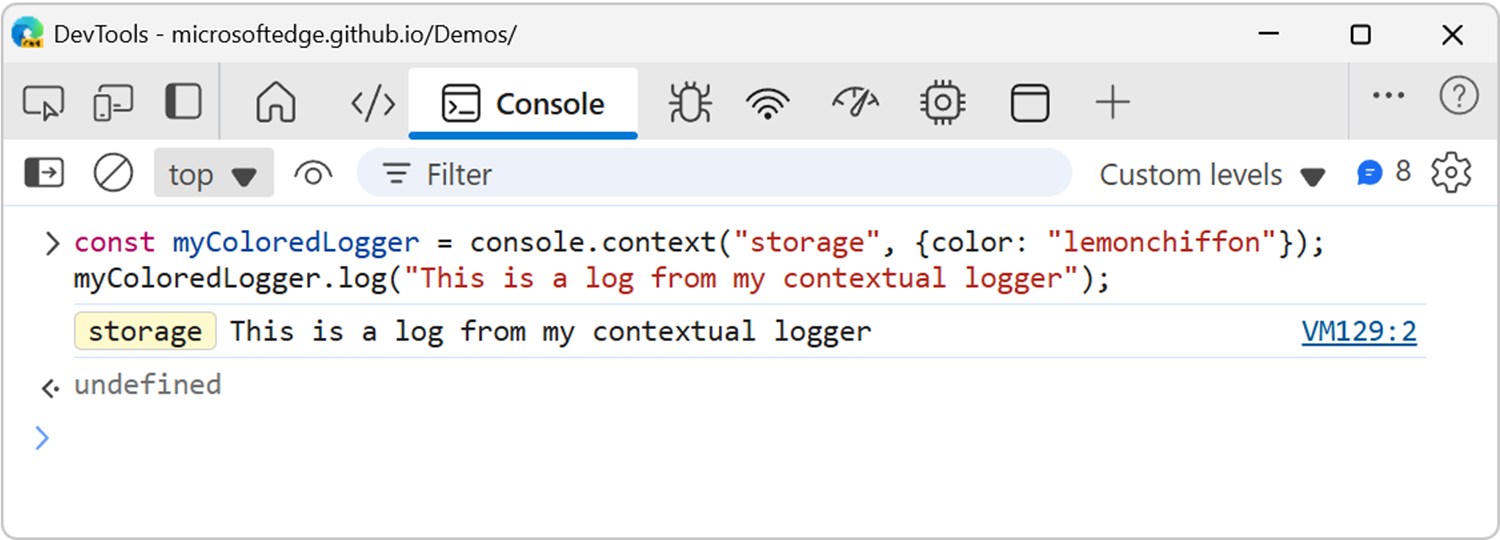 DevTools - microsoftedge.github.io/Demos/
Console
top Filter Custom levels 8
const myColoredLogger = console.context("storage", {color: "lemonchiffon"});
myColoredLogger.log("This is a log from my contextual logger");
storage This is a log from my contextual logger VM129:2
undefined